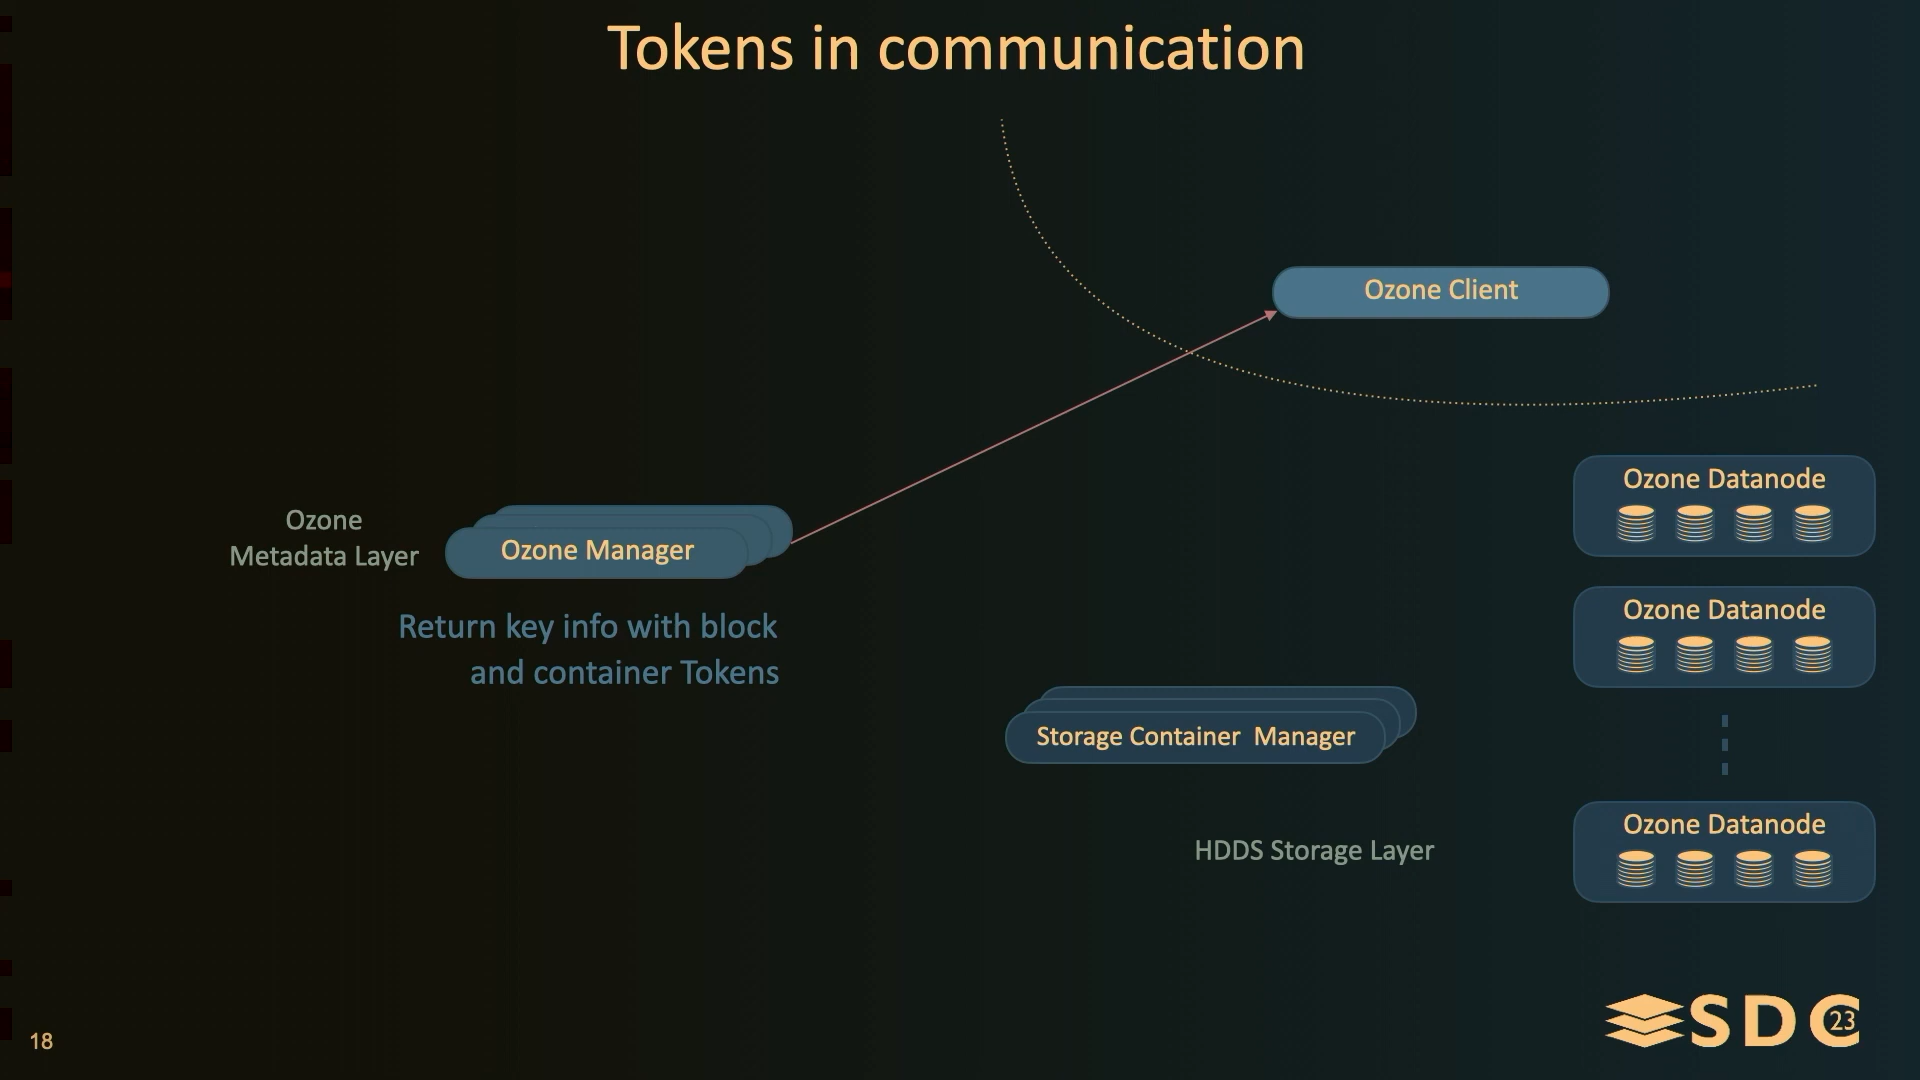 Tokens in communication
Ozone Client
Ozone Datanode
Ozone
Metadata Layer
Ozone Manager
Return key info with block
and container Tokens
Ozone Datanode
Storage Container  Manager
Ozone Datanode
HDDS Storage Layer
SDC 23
18